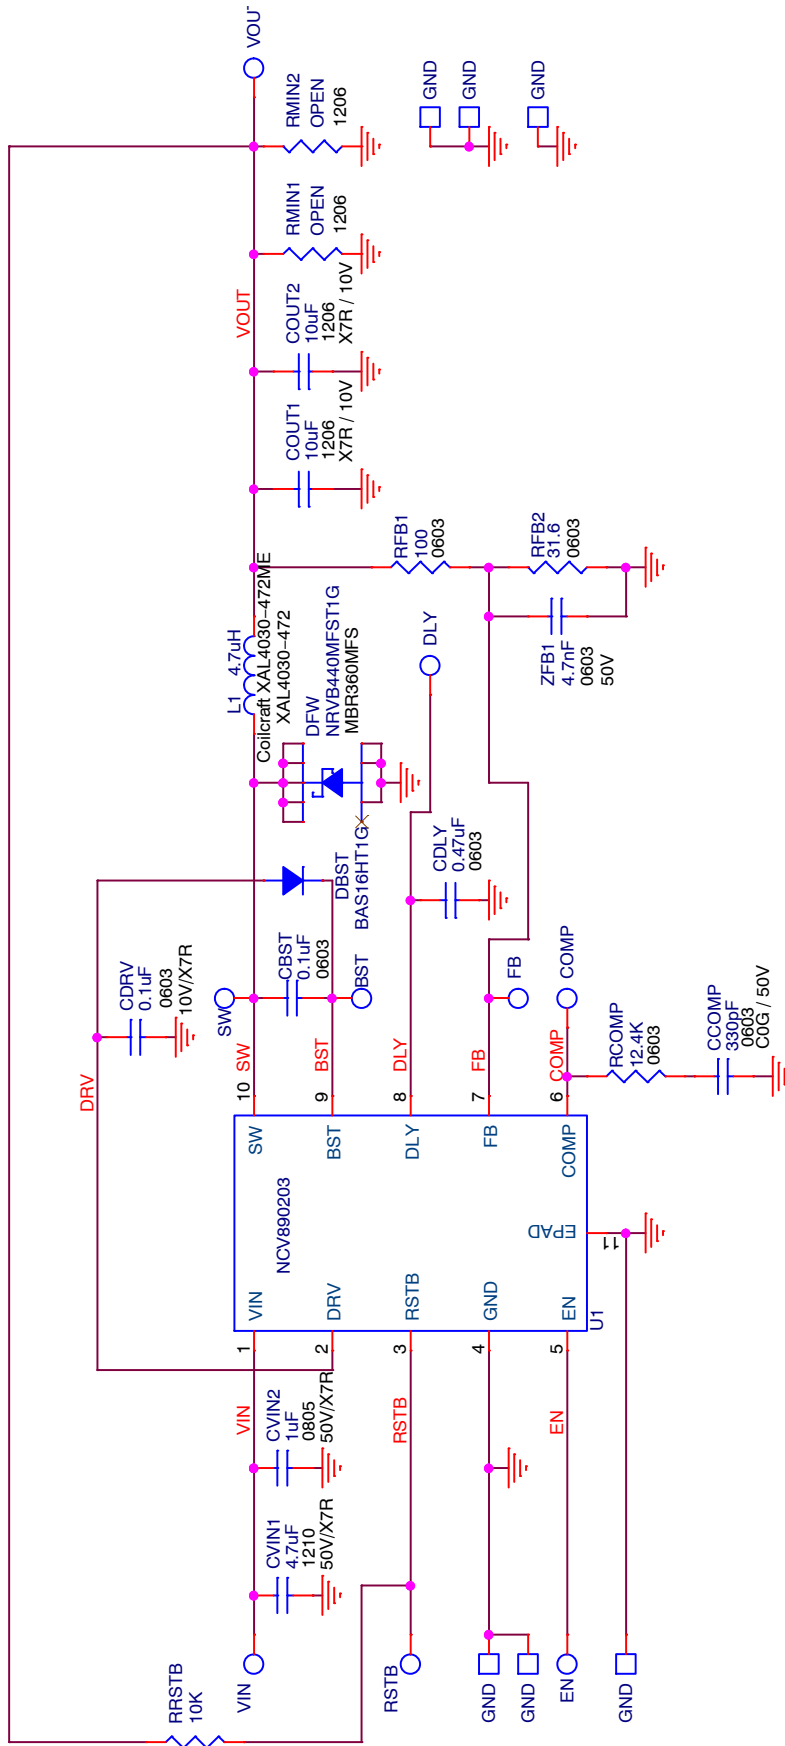 RRSTB
10K
VIN
CVIN1
4.7uF
1210
50V/X7R
CVIN2
1uF
0805
50V/X7R
VIN
RSTB
RSTB
GND
GND
EN
EN
GND
1
2
3
4
5
U1
NCV890203
VIN
DRV
RSTB
GND
EN
EPAD
11
SW
BST
DLY
FB
COMP
10
9
8
7
6
DRV
CDRV
0.1uF
0603
10V/X7R
SW
SW
BST
CBST
0.1uF
0603
BST
DBST
BAS16HT1G
DLY
CDLY
0.47uF
0603
DLY
FB
FB
COMP
COMP
RCOMP
12.4K
0603
CCOMP
330pF
0603
C0G / 50V
DFW
NRVB440MFST1G
MBR360MFS
L1
4.7uH
Coilcraft XAL4030-472ME
XAL4030-472
ZFB1
4.7nF
0603
50V
RFB1
100
0603
RFB2
31.6
0603
COUT1
10uF
1206
X7R / 10V
COUT2
10uF
1206
X7R / 10V
VOUT
RMIN1
OPEN
1206
RMIN2
OPEN
1206
VOUT
GND
GND
GND